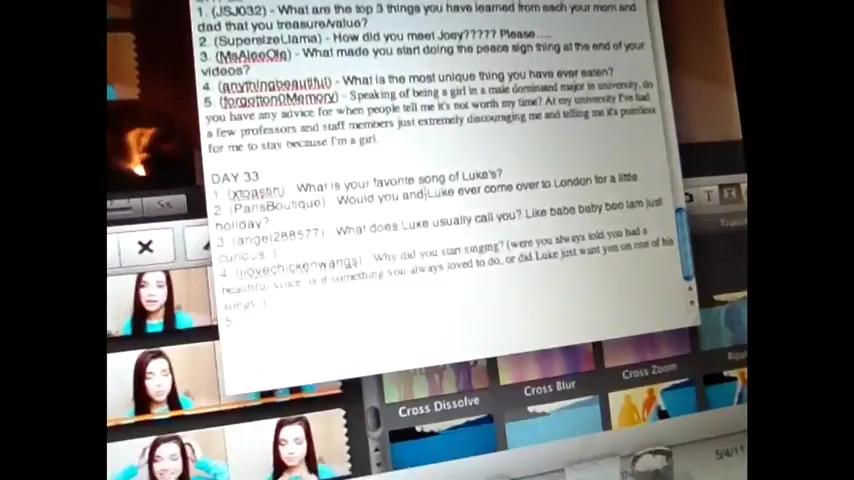 1. (JSJ032) - What are the top 3 things you have learned from each your mom and
dad that you treasure/value?
2. (SupersizeLlama) - How did you meet Joey????? Please....
3. (MsAleeOle) - What made you start doing the peace sign thing at the end of your
videos?
4. (anythingbeautiful) - What is the most unique thing you have ever eaten?
5. (forgotton0Memory) - Speaking of being a girl in a male dominated major in university, do
you have any advice for when people tell me it's not worth my time? At my university I've had
a few professors and staff members just extremely discouraging me and telling me it's pointless
for me to stay because I'm a girl.
DAY 33
1 (xtoastin) What is your favorite song of Luke's?
2 (ParisBoutique) Would you and Luke ever come over to London for a little
holiday?
3 (angel288577) What does Luke usually call you? Like babe baby boo lam just
curious :)
4 (ilovechickenwangs) Why did you start singing? (were you always told you had a
beautiful voice, is it something you always loved to do, or did Luke just want you on one of his
songs :)
5
Cross Dissolve
Cross Blur
Cross Zoom
5/4/11